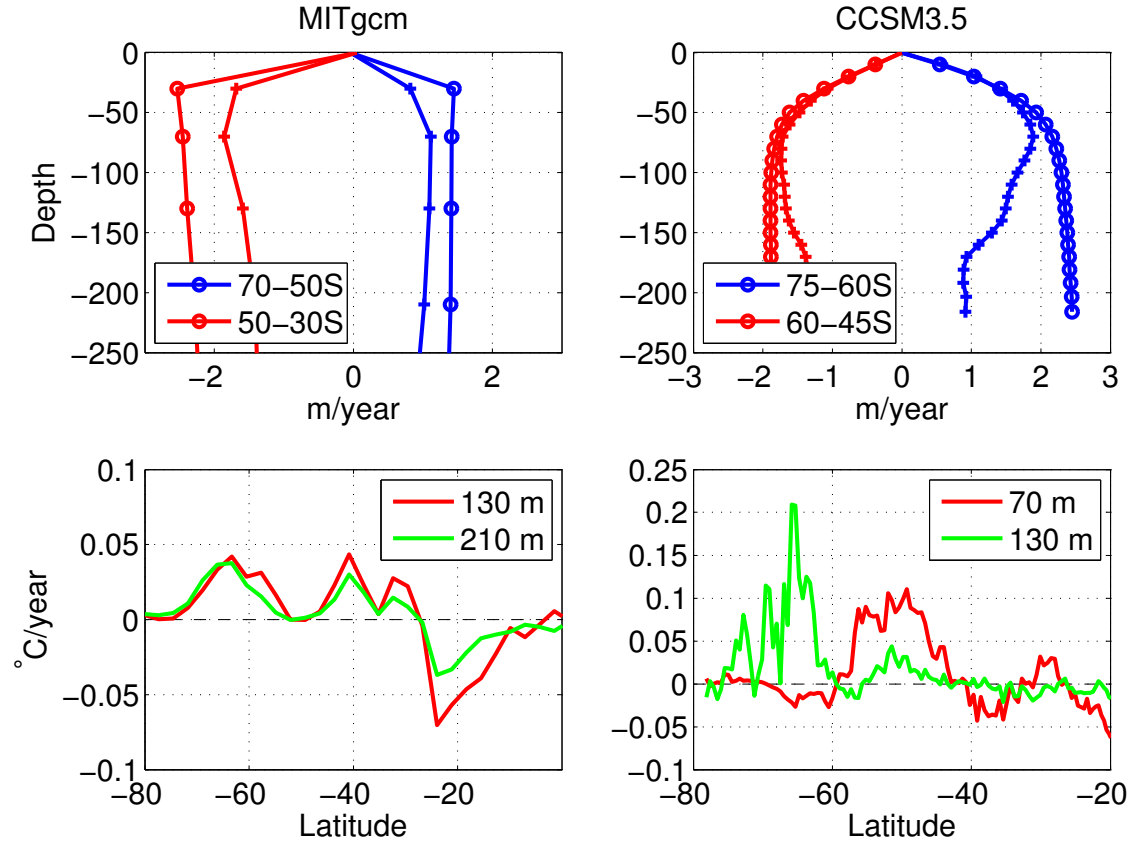 MITgcm
0
−50
−100
−150
−200
−250
Depth
70−50S
50−30S
−2
0
2
m/year
CCSM3.5
0
−50
−100
−150
−200
−250
75−60S
60−45S
−3
−2
−1
0
1
2
3
m/year
0.1
0.05
0
−0.05
−0.1
°C/year
130 m
210 m
−80
−60
−40
−20
Latitude
0.25
0.2
0.15
0.1
0.05
0
−0.05
−0.1
70 m
130 m
−80
−60
−40
−20
Latitude